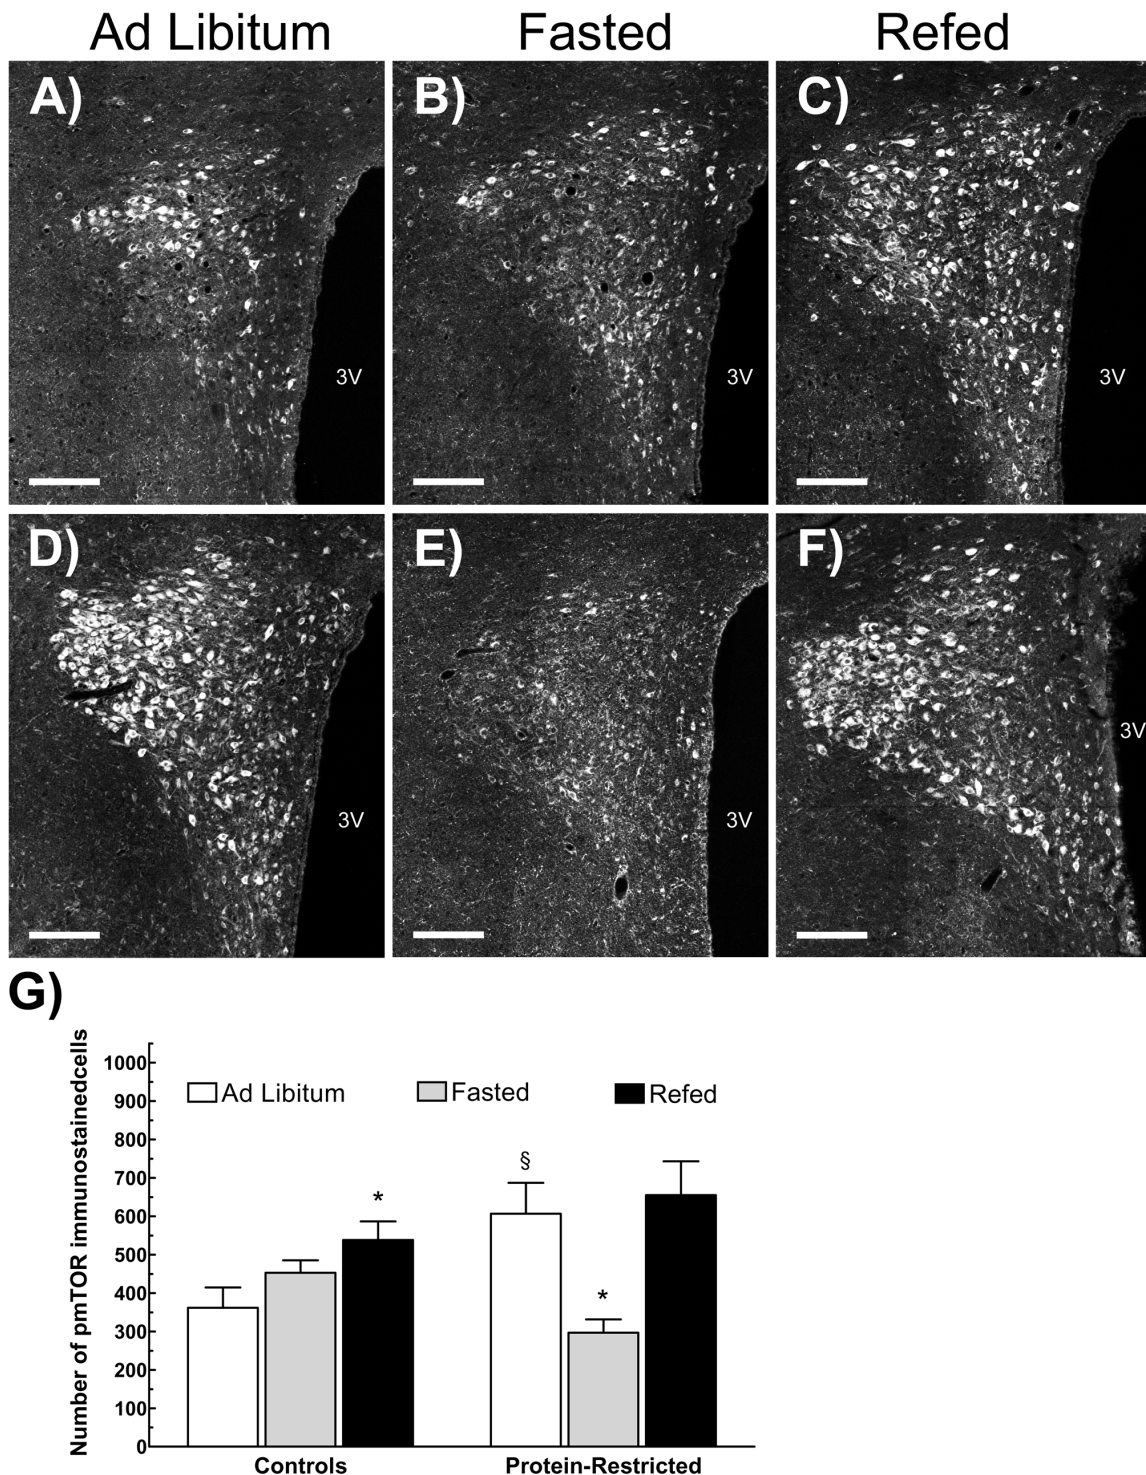 Ad Libitum Fasted Refed
A) B) C)
3V 3V 3V
D) E) F)
3V
3V 3V
G)
Number of pmTOR immunostainedcells
1000
900
800
700
600
500
400
300
200
100
0
Ad Libitum Fasted Refed
*
§
*
Controls Protein-Restricted